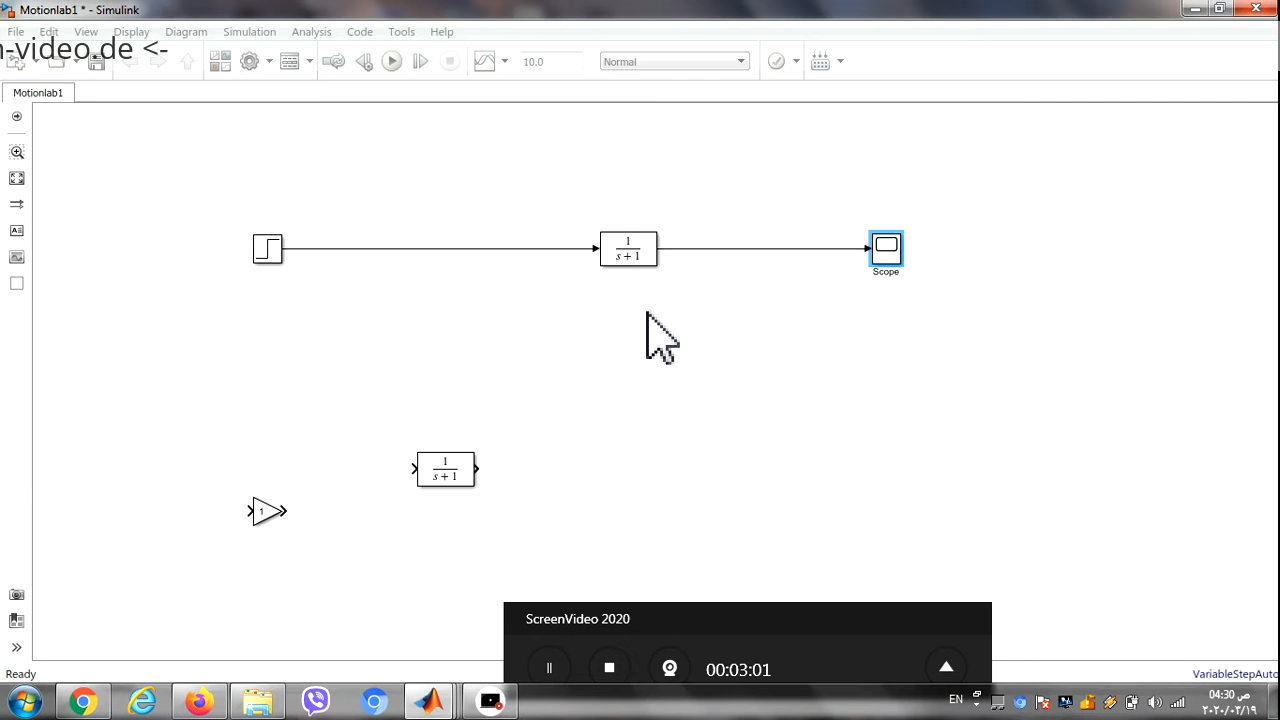 Motionlab1 * - Simulink
File Edit View Display Diagram Simulation Analysis Code Tools Help
n-video.de <-
10.0
Normal
Motionlab1
1
s + 1
Scope
1
s + 1
1
ScreenVideo 2020
00:03:01
Ready
VariableStepAuto
EN
04:30 ص
٢٠٢٠/٠٣/١٩